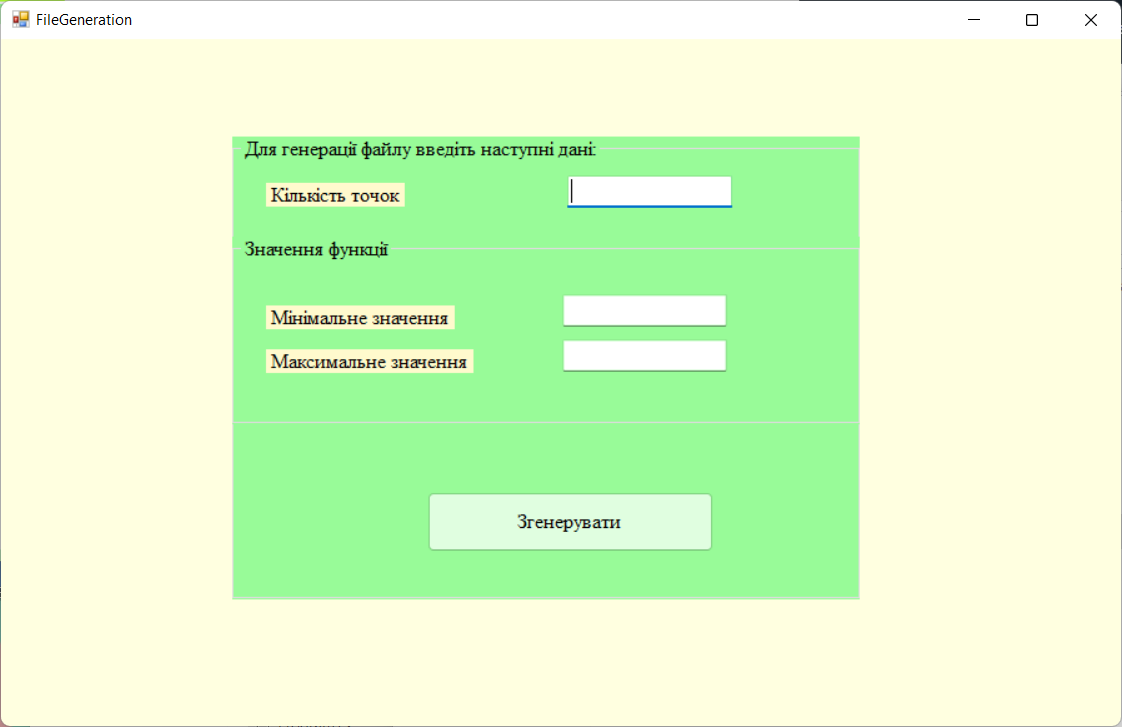 FileGeneration
Для генерації файлу введіть наступні дані:
Кількість точок
Значення функції
Мінімальне значення
Максимальне значення
Згенерувати